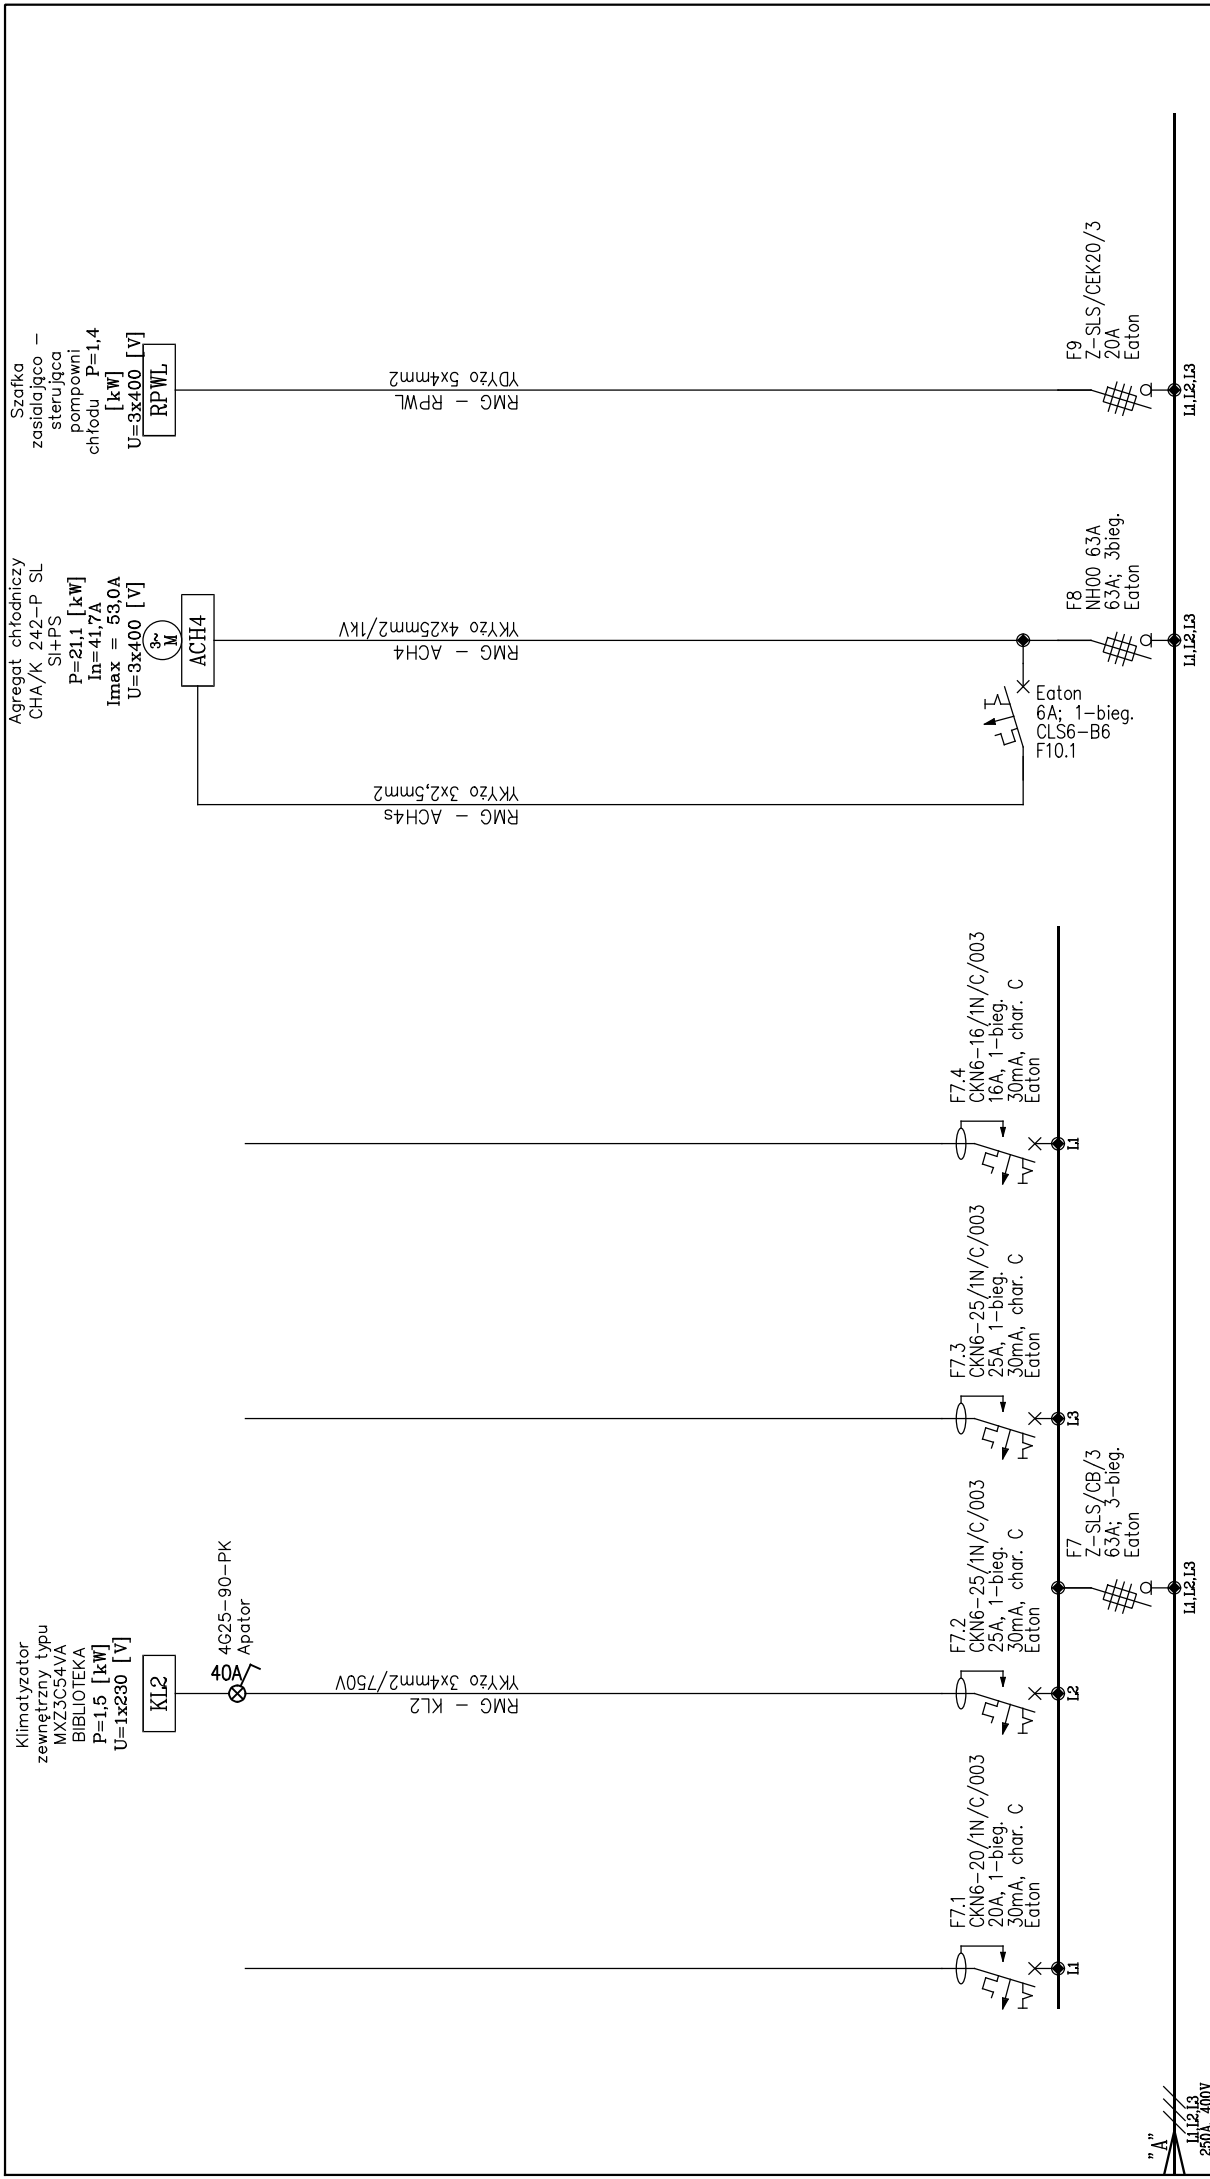 Klimatyzator
zewnętrzny typu
MXZ3C54VA
BIBLIOTEKA
P=1,5 [kW]
U=1x230 [V]
KL2
40A
4G25-90-PK
Apator
RMG - KL2
YKYżo 3x4mm2/750V
Agregat chłodniczy
CHA/K 242-P SL
SI+PS
P=21,1 [kW]
In=41,7A
Imax = 53,0A
U=3x400 [V]
3~
M
ACH4
RMG - ACH4s
YKYżo 3x2,5mm2
RMG - ACH4
YKYżo 4x25mm2/1kV
Szafka
zasialająco -
sterująca
pompowni
chłodu P=1,4
[kW]
U=3x400 [V]
RPWL
RMG - RPWL
YDYżo 5x4mm2
F7.1
CKN6-20/1N/C/003
20A, 1-bieg.
30mA, char. C
Eaton
L1
F7.2
CKN6-25/1N/C/003
25A, 1-bieg.
30mA, char. C
Eaton
L2
F7.3
CKN6-25/1N/C/003
25A, 1-bieg.
30mA, char. C
Eaton
L3
F7.4
CKN6-16/1N/C/003
16A, 1-bieg.
30mA, char. C
Eaton
L1
Eaton
6A; 1-bieg.
CLS6-B6
F10.1
F7
Z-SLS/CB/3
63A; 3-bieg.
Eaton
L1,L2,L3
F8
NH00 63A
63A; 3bieg.
Eaton
L1,L2,L3
F9
Z-SLS/CEK20/3
20A
Eaton
L1,L2,L3
"A"
L1,L2,L3
250A, 400V